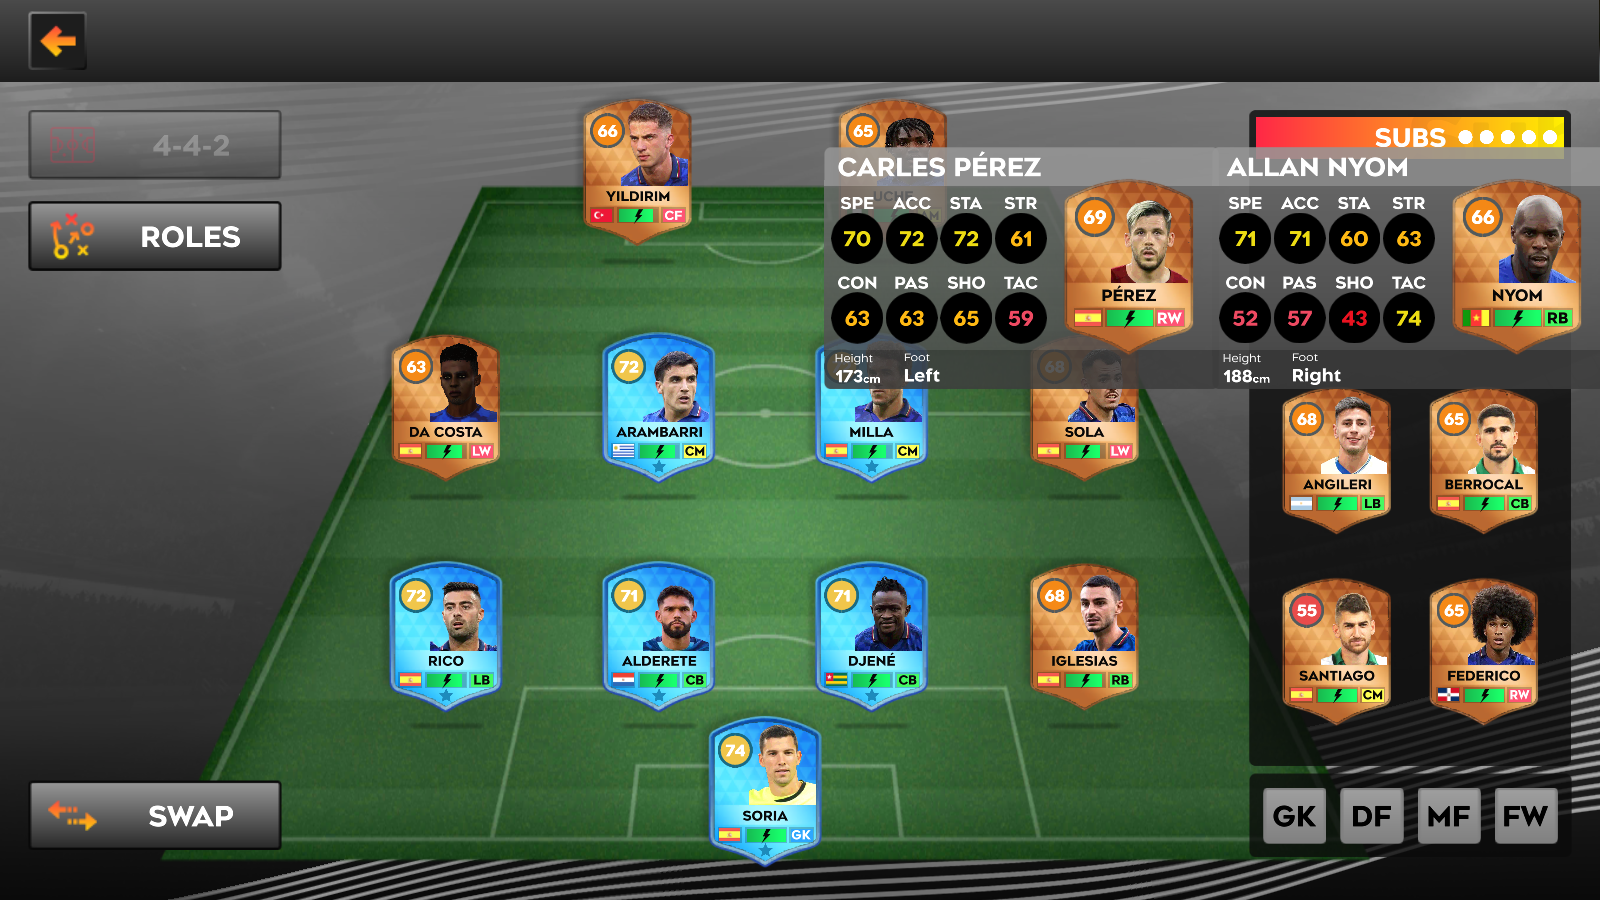 4-4-2
ROLES
SWAP
66
YILDIRIM
CF
65
UCHE
AM
SUBS
CARLES PÉREZ
SPE ACC STA STR
70 72 72 61
CON PAS SHO TAC
63 63 65 59
Height Foot
173cm Left
69
PÉREZ
RW
ALLAN NYOM
SPE ACC STA STR
71 71 60 63
CON PAS SHO TAC
52 57 43 74
Height Foot
188cm Right
66
NYOM
RB
63
DA COSTA
LW
72
ARAMBARRI
CM
MILLA
CM
68
SOLA
LW
68
ANGILERI
LB
65
BERROCAL
CB
72
RICO
LB
71
ALDERETE
CB
71
DJENÉ
CB
68
IGLESIAS
RB
55
SANTIAGO
CM
65
FEDERICO
RW
74
SORIA
GK
GK DF MF FW